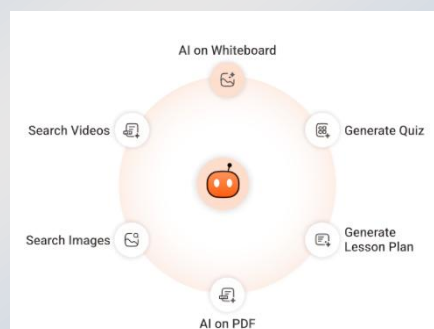 AI on Whiteboard
Search Videos
Generate Quiz
Search Images
Generate
Lesson Plan
AI on PDF